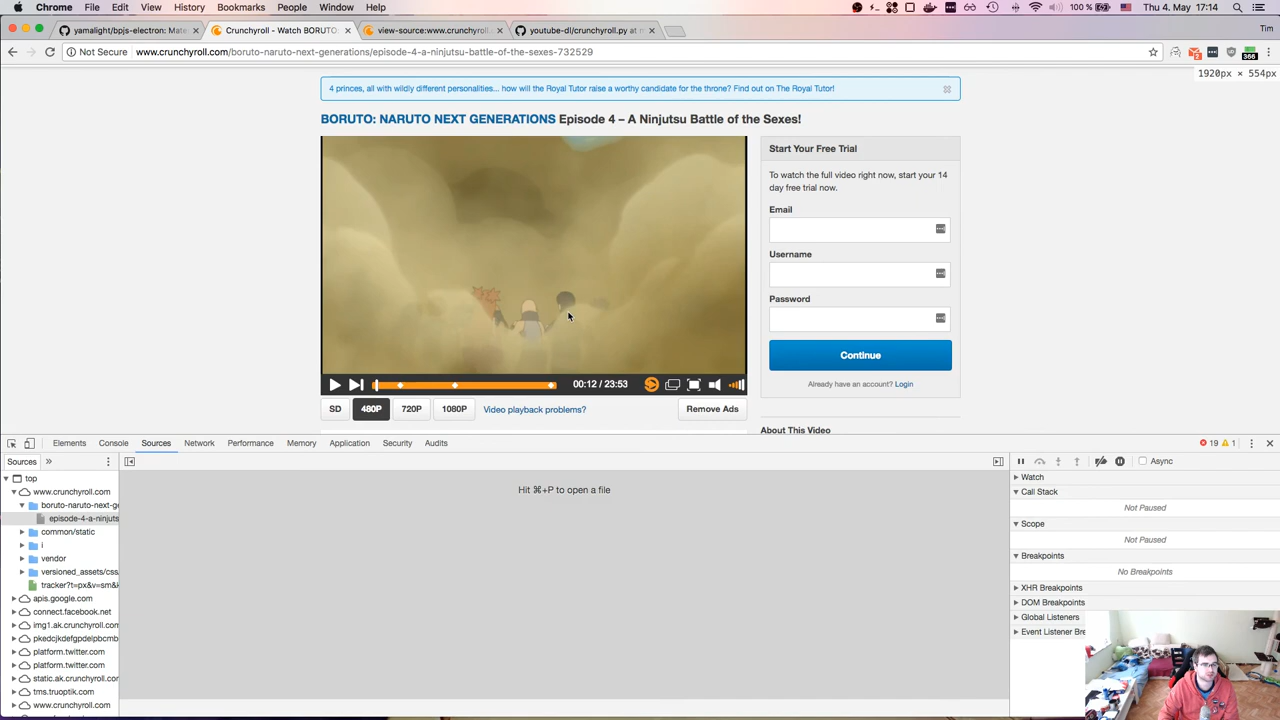 Chrome File Edit View History Bookmarks People Window Help 100 % Thu 4. May 17:14
yamalight/bpjs-electron: Mate Crunchyroll - Watch BORUTO: view-source:www.crunchyroll.c youtube-dl/crunchyroll.py at m Tim
Not Secure www.crunchyroll.com/boruto-naruto-next-generations/episode-4-a-ninjutsu-battle-of-the-sexes-732529
1920px × 554px
4 princes, all with wildly different personalities... how will the Royal Tutor raise a worthy candidate for the throne? Find out on The Royal Tutor!
BORUTO: NARUTO NEXT GENERATIONS Episode 4 – A Ninjutsu Battle of the Sexes!
Start Your Free Trial
To watch the full video right now, start your 14
day free trial now.
Email
Username
Password
Continue
Already have an account? Login
00:12 / 23:53
SD 480P 720P 1080P Video playback problems? Remove Ads
About This Video
Elements Console Sources Network Performance Memory Application Security Audits 19 1
Sources »
Async
top
www.crunchyroll.com
boruto-naruto-next-ge
episode-4-a-ninjuts
common/static
i
vendor
versioned_assets/css
tracker?t=px&v=sm&
apis.google.com
connect.facebook.net
img1.ak.crunchyroll.com
pkedcjkdefgpdelpbcmb
platform.twitter.com
platform.twitter.com
static.ak.crunchyroll.com
tms.truoptik.com
www.crunchyroll.com
Hit ⌘+P to open a file
Watch
Call Stack
Not Paused
Scope
Not Paused
Breakpoints
No Breakpoints
XHR Breakpoints
DOM Breakpoints
Global Listeners
Event Listener Bre